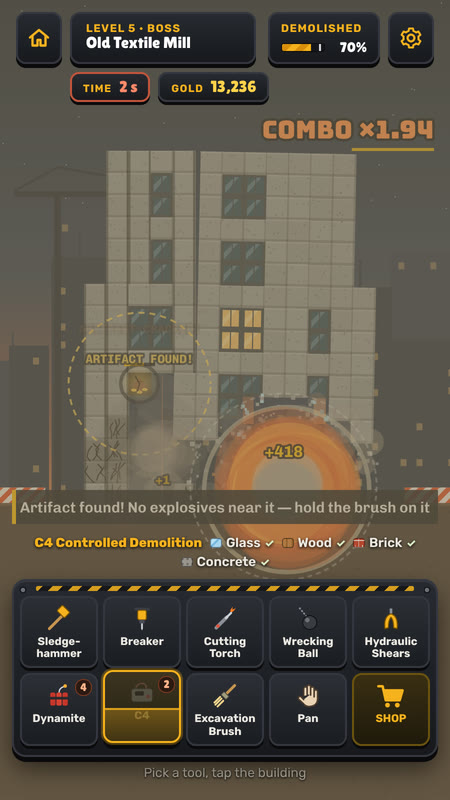 LEVEL 5 • BOSS
Old Textile Mill
DEMOLISHED
70%
TIME 2 s
GOLD 13,236
COMBO ×1.94
ARTIFACT FOUND!
+418
+1
Artifact found! No explosives near it — hold the brush on it
C4 Controlled Demolition Glass ✓ Wood ✓ Brick ✓
Concrete ✓
Sledge-
hammer
Breaker
Cutting
Torch
Wrecking
Ball
Hydraulic
Shears
4
Dynamite
2
C4
Excavation
Brush
Pan
SHOP
Pick a tool, tap the building